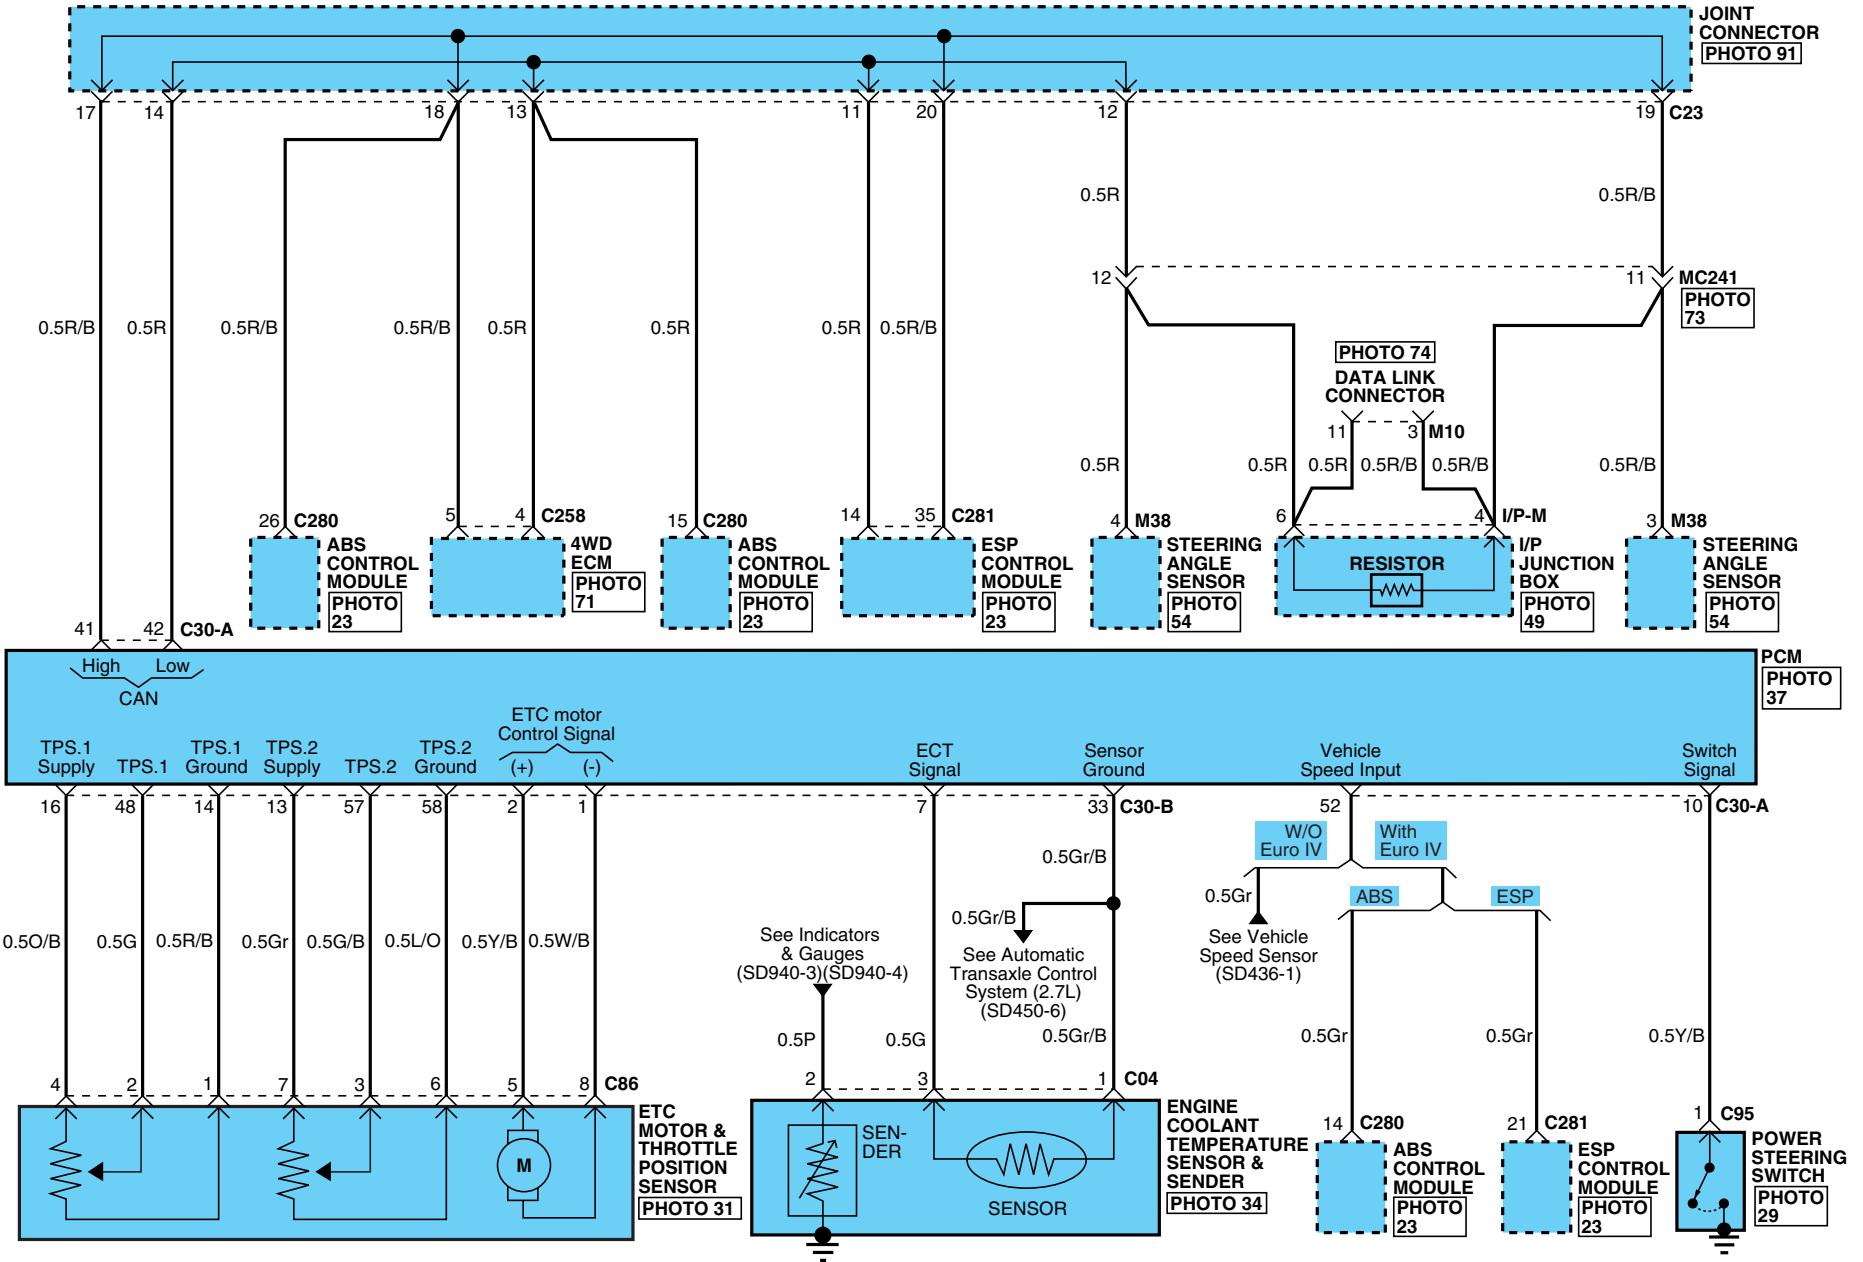 JOINT
CONNECTOR
PHOTO 91
17 14 18 13 11 20 12 19 C23
0.5R 0.5R/B
12 11 MC241
PHOTO
73
0.5R/B 0.5R 0.5R/B 0.5R/B 0.5R 0.5R 0.5R 0.5R/B
PHOTO 74
DATA LINK
CONNECTOR
11 3 M10
0.5R 0.5R 0.5R 0.5R/B 0.5R/B 0.5R/B
26 C280
ABS
CONTROL
MODULE
PHOTO
23
5 4 C258
4WD
ECM
PHOTO
71
15 C280
ABS
CONTROL
MODULE
PHOTO
23
14 35 C281
ESP
CONTROL
MODULE
PHOTO
23
4 M38
STEERING
ANGLE
SENSOR
PHOTO
54
6 4 I/P-M
RESISTOR
I/P
JUNCTION
BOX
PHOTO
49
3 M38
STEERING
ANGLE
SENSOR
PHOTO
54
41 42 C30-A
High Low
CAN
PCM
PHOTO
37
TPS.1
Supply
TPS.1
TPS.1
Ground
TPS.2
Supply
TPS.2
TPS.2
Ground
ETC motor
Control Signal
(+) (-)
ECT
Signal
Sensor
Ground
Vehicle
Speed Input
Switch
Signal
16 48 14 13 57 58 2 1 7 33 C30-B 52 10 C30-A
W/O
Euro IV
With
Euro IV
0.5Gr/B
0.5Gr
ABS
ESP
0.5Gr/B
0.5O/B 0.5G 0.5R/B 0.5Gr 0.5G/B 0.5L/O 0.5Y/B 0.5W/B
See Indicators
& Gauges
(SD940-3)(SD940-4)
See Automatic
Transaxle Control
System (2.7L)
(SD450-6)
See Vehicle
Speed Sensor
(SD436-1)
0.5P 0.5G 0.5Gr/B 0.5Gr 0.5Gr 0.5Y/B
4 2 1 7 3 6 5 8 C86
M
ETC
MOTOR &
THROTTLE
POSITION
SENSOR
PHOTO 31
2 3 1 C04
SEN-
DER
SENSOR
ENGINE
COOLANT
TEMPERATURE
SENSOR &
SENDER
PHOTO 34
14 C280
ABS
CONTROL
MODULE
PHOTO
23
21 C281
ESP
CONTROL
MODULE
PHOTO
23
1 C95
POWER
STEERING
SWITCH
PHOTO
29